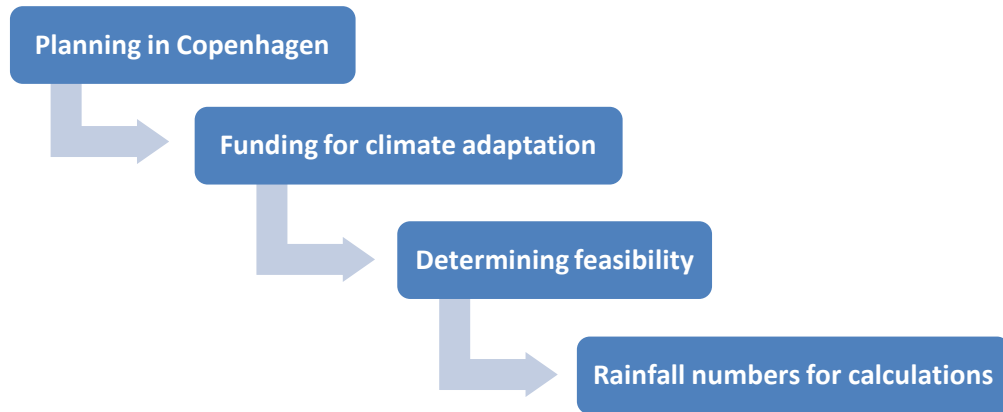 Planning in Copenhagen
Funding for climate adaptation
Determining feasibility
Rainfall numbers for calculations